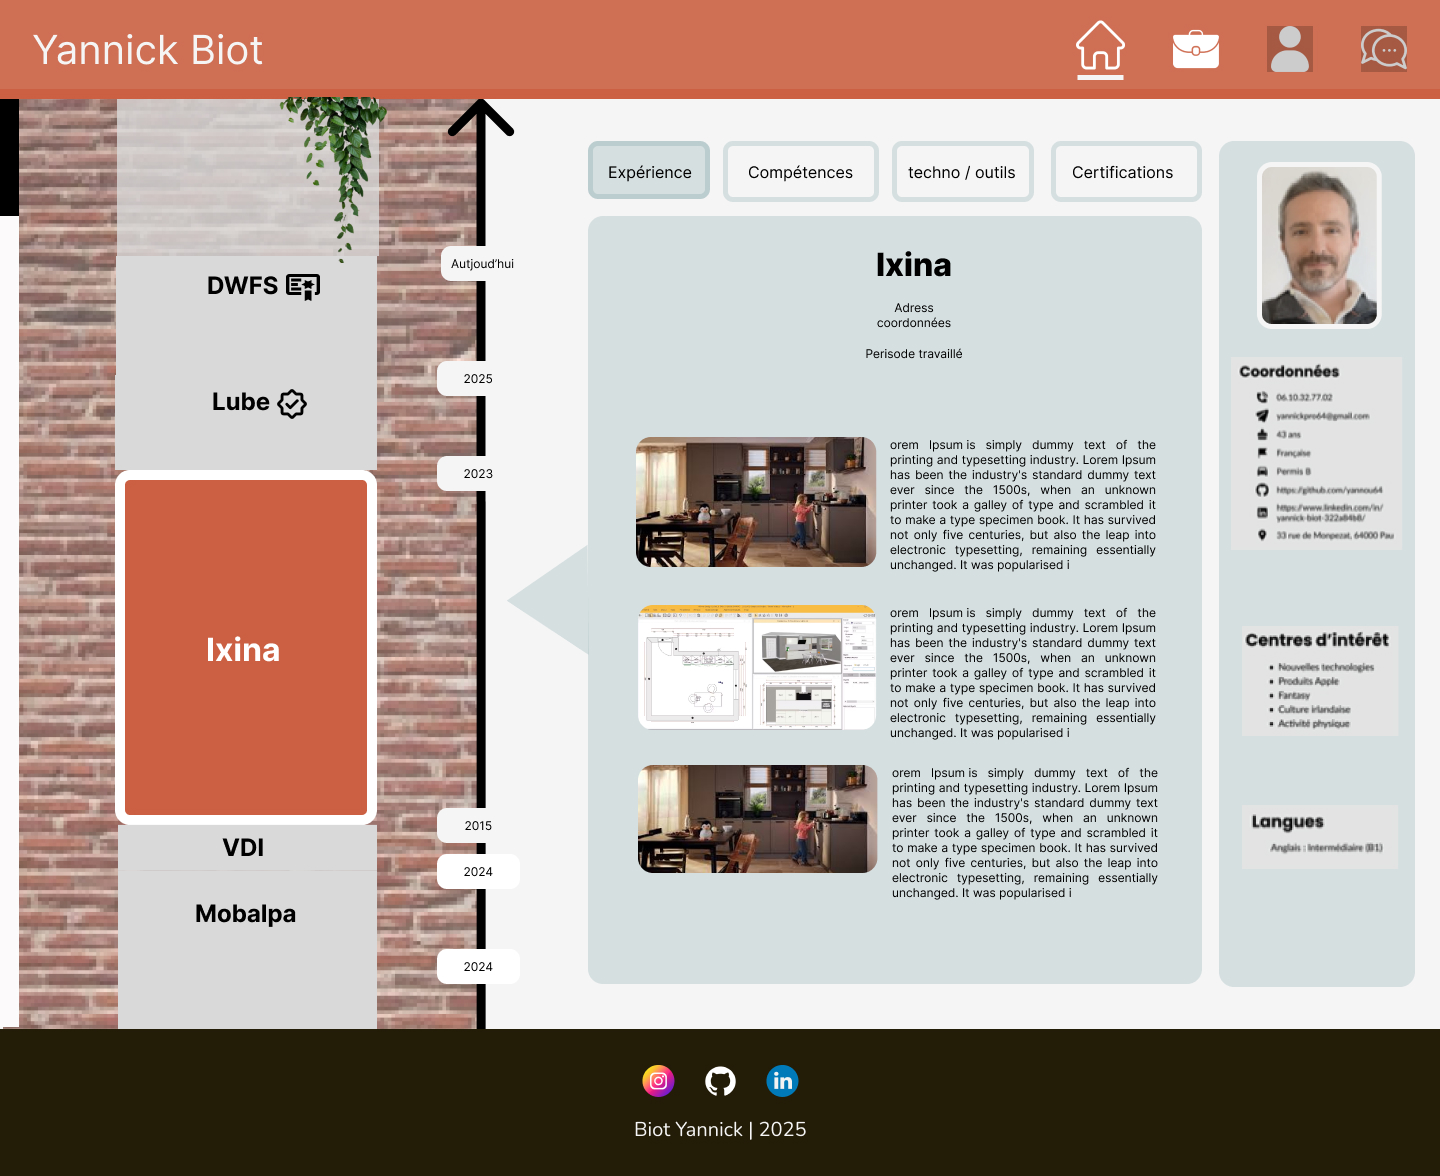 Yannick Biot
Expérience
Compétences
techno / outils
Certifications
Autjoud'hui
DWFS
2025
Lube
2023
Ixina
2015
VDI
2024
Mobalpa
2024
Ixina
Adress
coordonnées
Perisode travaillé
orem Ipsum is simply dummy text of the
printing and typesetting industry. Lorem Ipsum
has been the industry's standard dummy text
ever since the 1500s, when an unknown
printer took a galley of type and scrambled it
to make a type specimen book. It has survived
not only five centuries, but also the leap into
electronic typesetting, remaining essentially
unchanged. It was popularised i
orem Ipsum is simply dummy text of the
printing and typesetting industry. Lorem Ipsum
has been the industry's standard dummy text
ever since the 1500s, when an unknown
printer took a galley of type and scrambled it
to make a type specimen book. It has survived
not only five centuries, but also the leap into
electronic typesetting, remaining essentially
unchanged. It was popularised i
orem Ipsum is simply dummy text of the
printing and typesetting industry. Lorem Ipsum
has been the industry's standard dummy text
ever since the 1500s, when an unknown
printer took a galley of type and scrambled it
to make a type specimen book. It has survived
not only five centuries, but also the leap into
electronic typesetting, remaining essentially
unchanged. It was popularised i
Coordonnées
06.10.32.77.02
yannickpro64@gmail.com
43 ans
Française
Permis B
https://github.com/yannou64
https://www.linkedin.com/in/
yannick-biot-322a84b8/
33 rue de Monpezat, 64000 Pau
Centres d'intérêt
Nouvelles technologies
Produits Apple
Fantasy
Culture irlandaise
Activité physique
Langues
Anglais : Intermédiaire (B1)
Biot Yannick | 2025